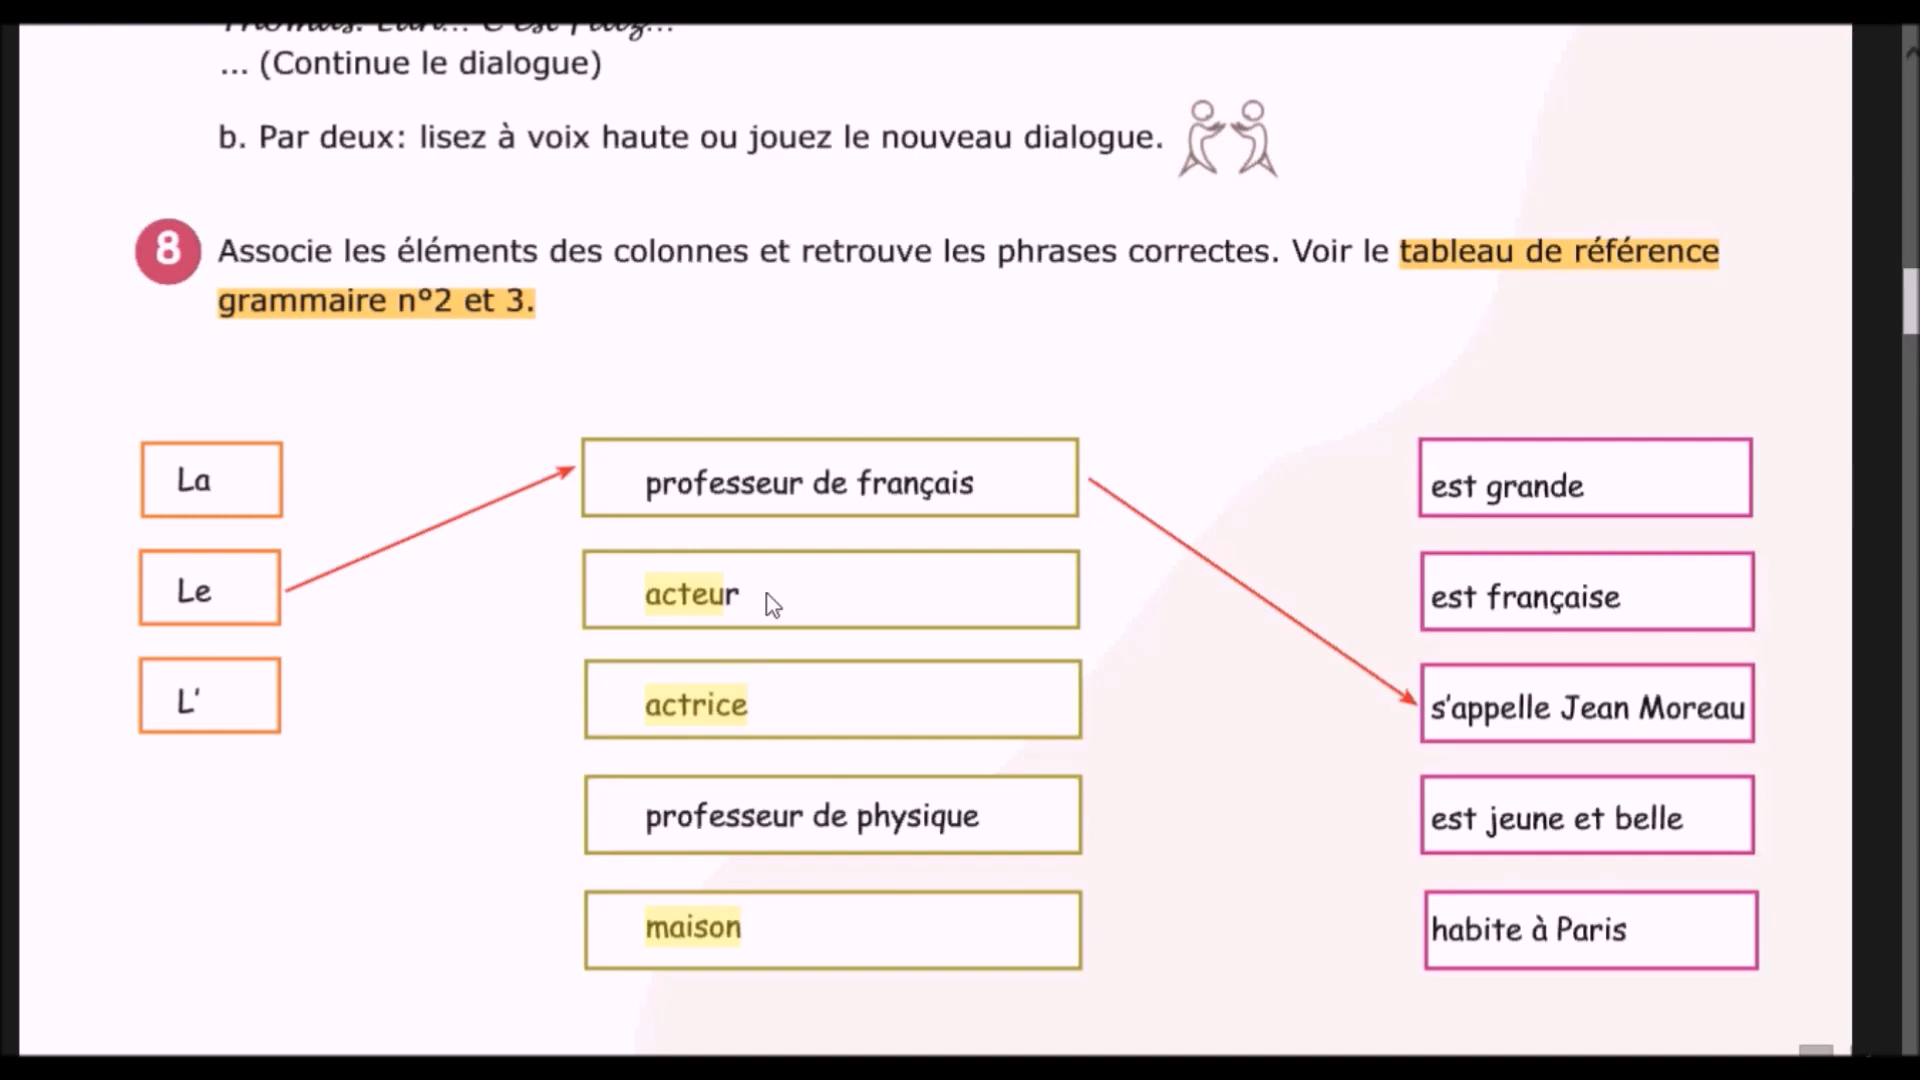 ... (Continue le dialogue)
b. Par deux: lisez à voix haute ou jouez le nouveau dialogue.
8 Associe les éléments des colonnes et retrouve les phrases correctes. Voir le tableau de référence
grammaire n°2 et 3.
La
professeur de français
est grande
Le
acteur
est française
L'
actrice
s'appelle Jean Moreau
professeur de physique
est jeune et belle
maison
habite à Paris